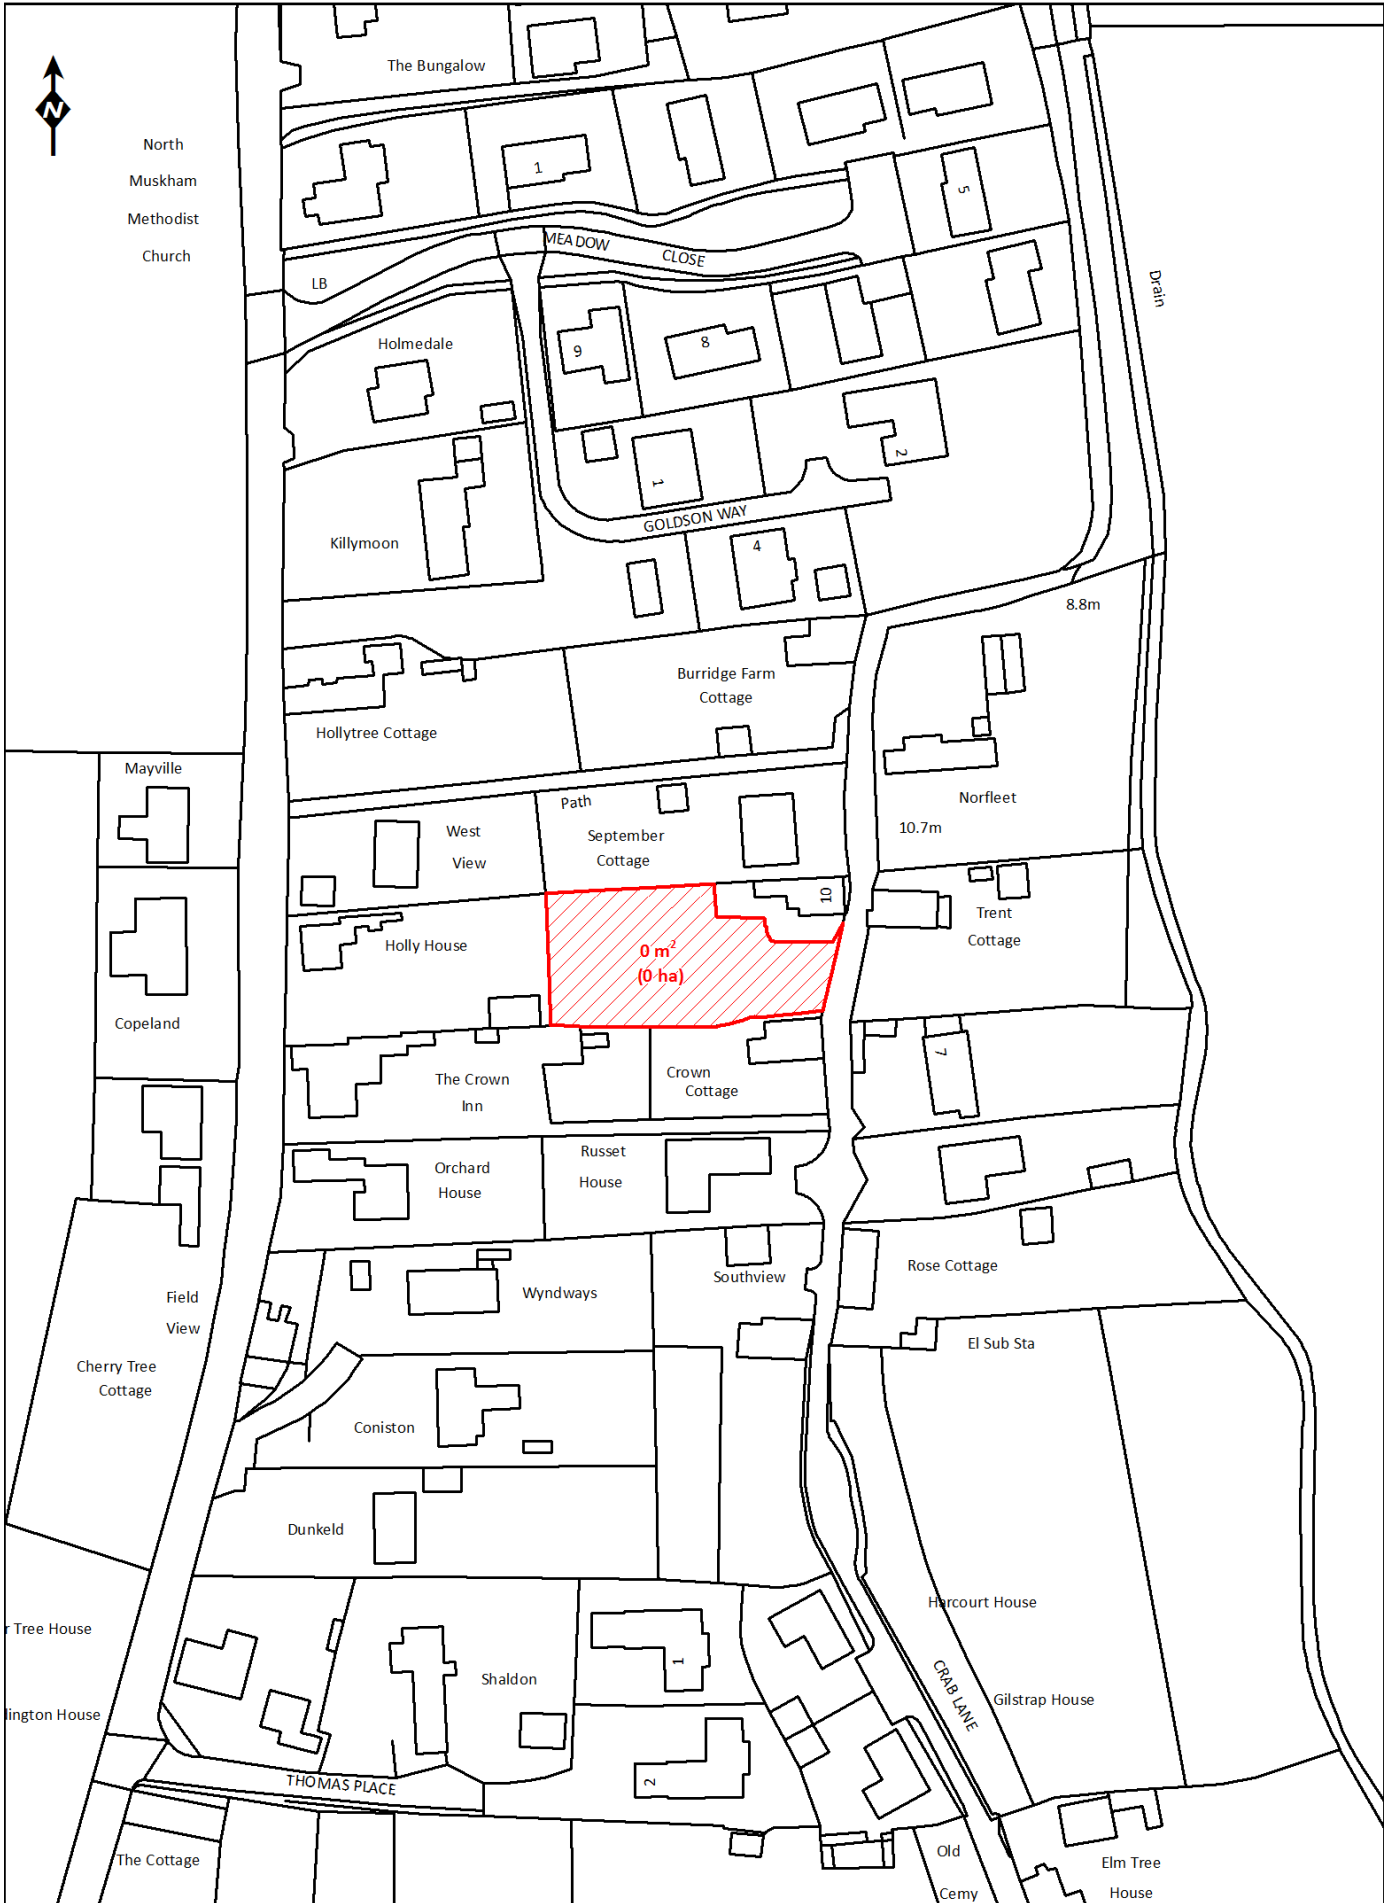 The Bungalow
N
North
Muskham
Methodist
Church
1
5
MEADOW
CLOSE
LB
Drain
Holmedale
9
8
2
1
GOLDSON WAY
4
Killymoon
8.8m
Burridge Farm
Cottage
Hollytree Cottage
Mayville
Path
Norfleet
West
View
September
Cottage
10.7m
10
Trent
Cottage
Holly House
0 m²
(0 ha)
Copeland
7
The Crown
Inn
Crown
Cottage
Orchard
House
Russet
House
Southview
Rose Cottage
Wyndways
Field
View
El Sub Sta
Cherry Tree
Cottage
Coniston
Dunkeld
Harcourt House
r Tree House
1
Shaldon
CRAB LANE
Gilstrap House
lington House
2
THOMAS PLACE
The Cottage
Old
Cemy
Elm Tree
House